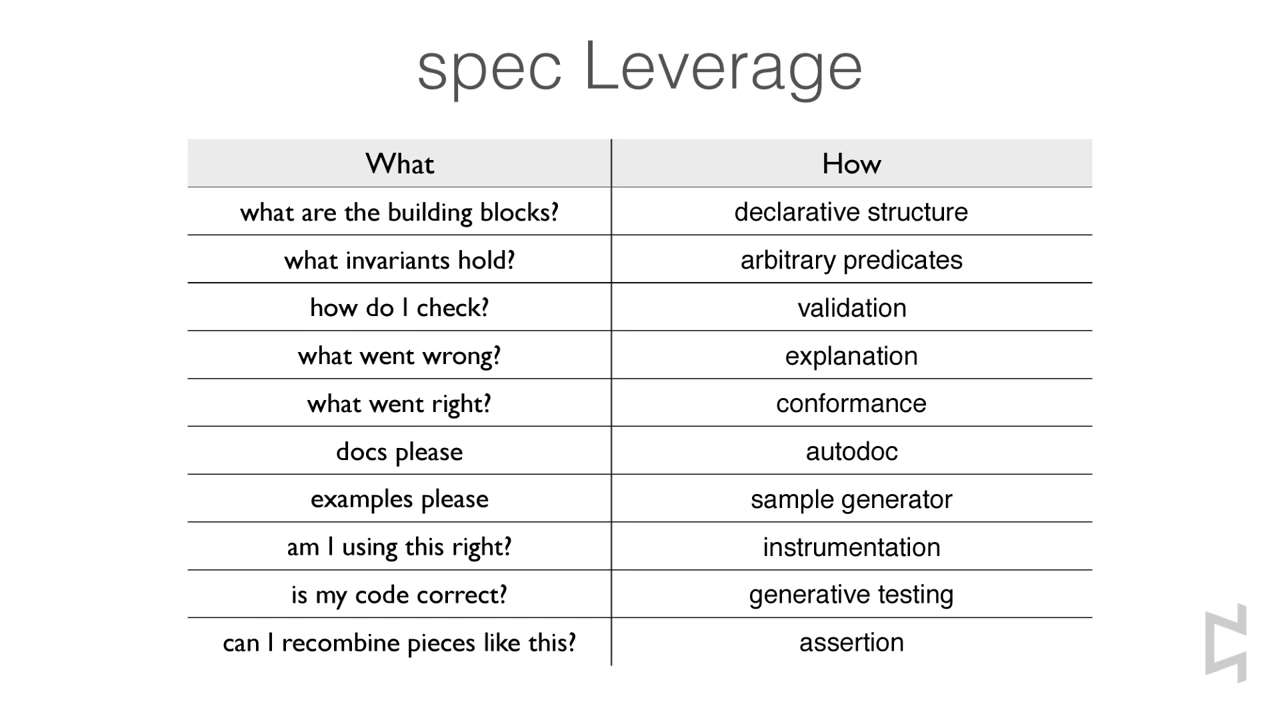 spec Leverage
What How
what are the building blocks? declarative structure
what invariants hold? arbitrary predicates
how do I check? validation
what went wrong? explanation
what went right? conformance
docs please autodoc
examples please sample generator
am I using this right? instrumentation
is my code correct? generative testing
can I recombine pieces like this? assertion